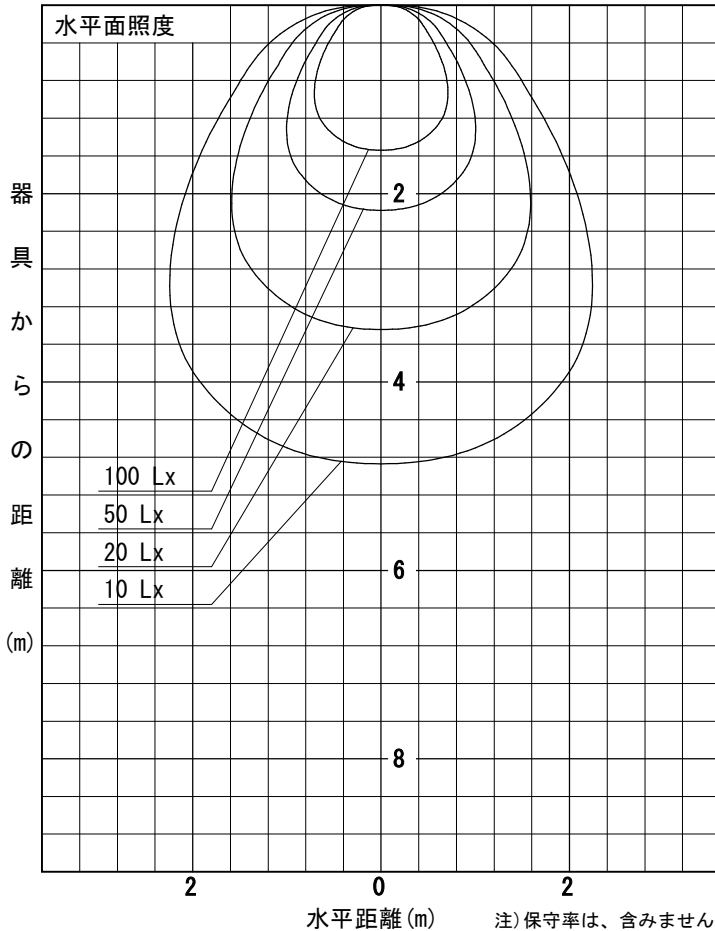 水平面照度
器具からの距離(m)
2
4
6
8
100 Lx
50 Lx
20 Lx
10 Lx
2
0
2
水平距離(m)
注)保守率は、含みません